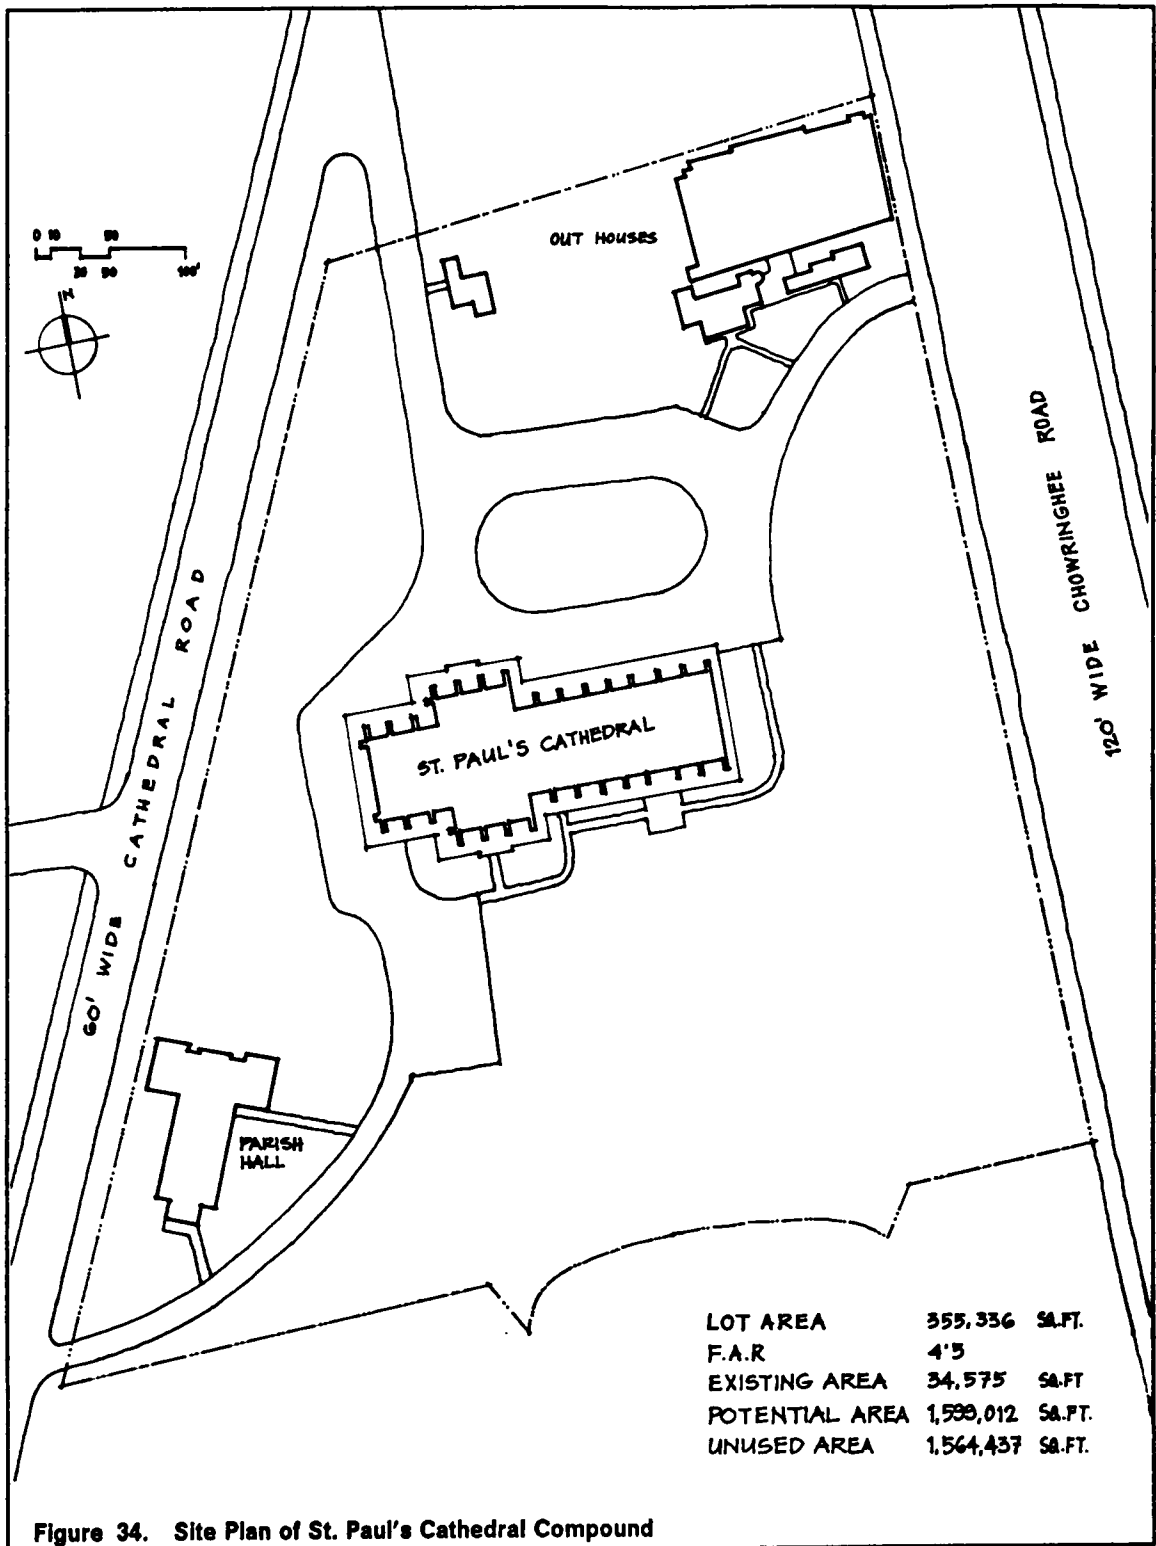 0 10 50
20 30 100'
N
OUT HOUSES
120' WIDE CHOWRINGHEE ROAD
60' WIDE CATHEDRAL ROAD
ST. PAUL'S CATHEDRAL
PARISH
HALL
LOT AREA 355,336 SQ.FT.
F.A.R 4'5
EXISTING AREA 34,575 SQ.FT
POTENTIAL AREA 1,599,012 SQ.FT.
UNUSED AREA 1,564,437 SQ.FT.
Figure 34. Site Plan of St. Paul's Cathedral Compound